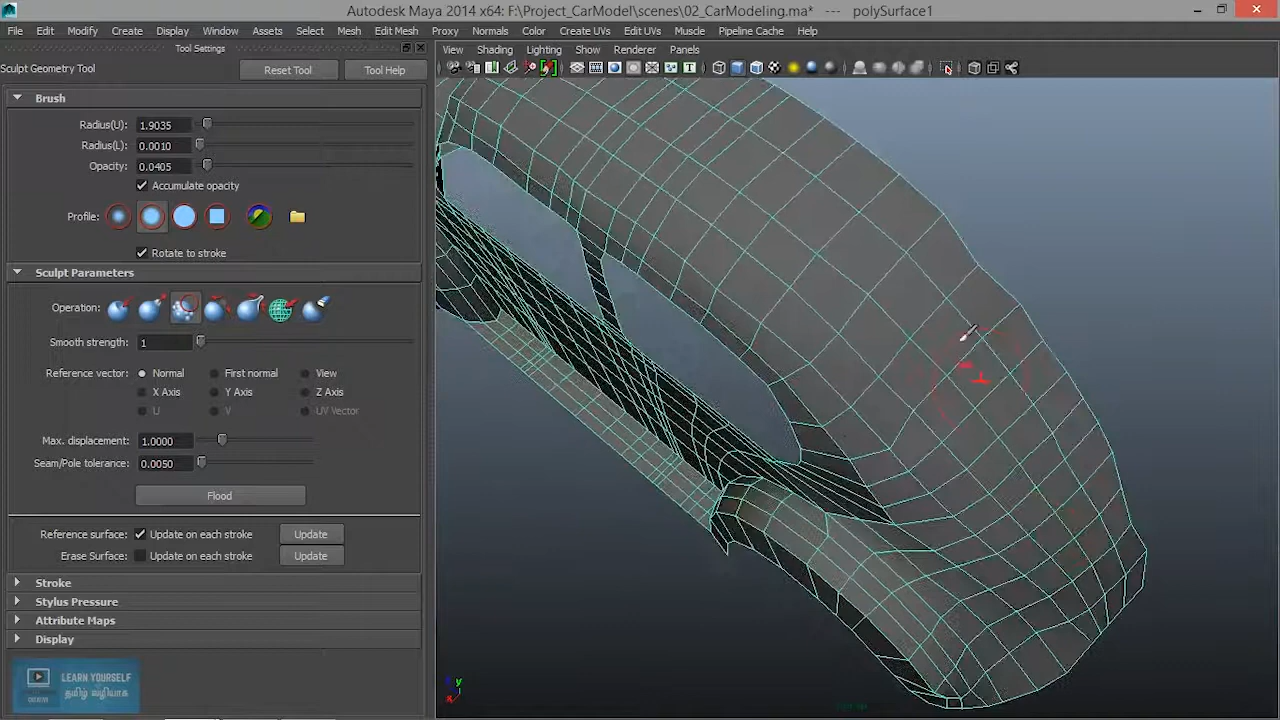 Autodesk Maya 2014 x64: F:\Project_CarModel\scenes\02_CarModeling.ma* --- polySurface1
File Edit Modify Create Display Window Assets Select Mesh Edit Mesh Proxy Normals Color Create UVs Edit UVs Muscle Pipeline Cache Help
Tool Settings
View Shading Lighting Show Renderer Panels
Sculpt Geometry Tool
Reset Tool
Tool Help
Brush
Radius(U): 1.9035
Radius(L): 0.0010
Opacity: 0.0405
Accumulate opacity
Profile:
Rotate to stroke
Sculpt Parameters
Operation:
Smooth strength: 1
Reference vector: Normal First normal View
X Axis Y Axis Z Axis
U V UV Vector
Max. displacement: 1.0000
Seam/Pole tolerance: 0.0050
Flood
Reference surface: Update on each stroke Update
Erase Surface: Update on each stroke Update
Stroke
Stylus Pressure
Attribute Maps
Display
LEARN YOURSELF
தமிழ் வழியாக
y